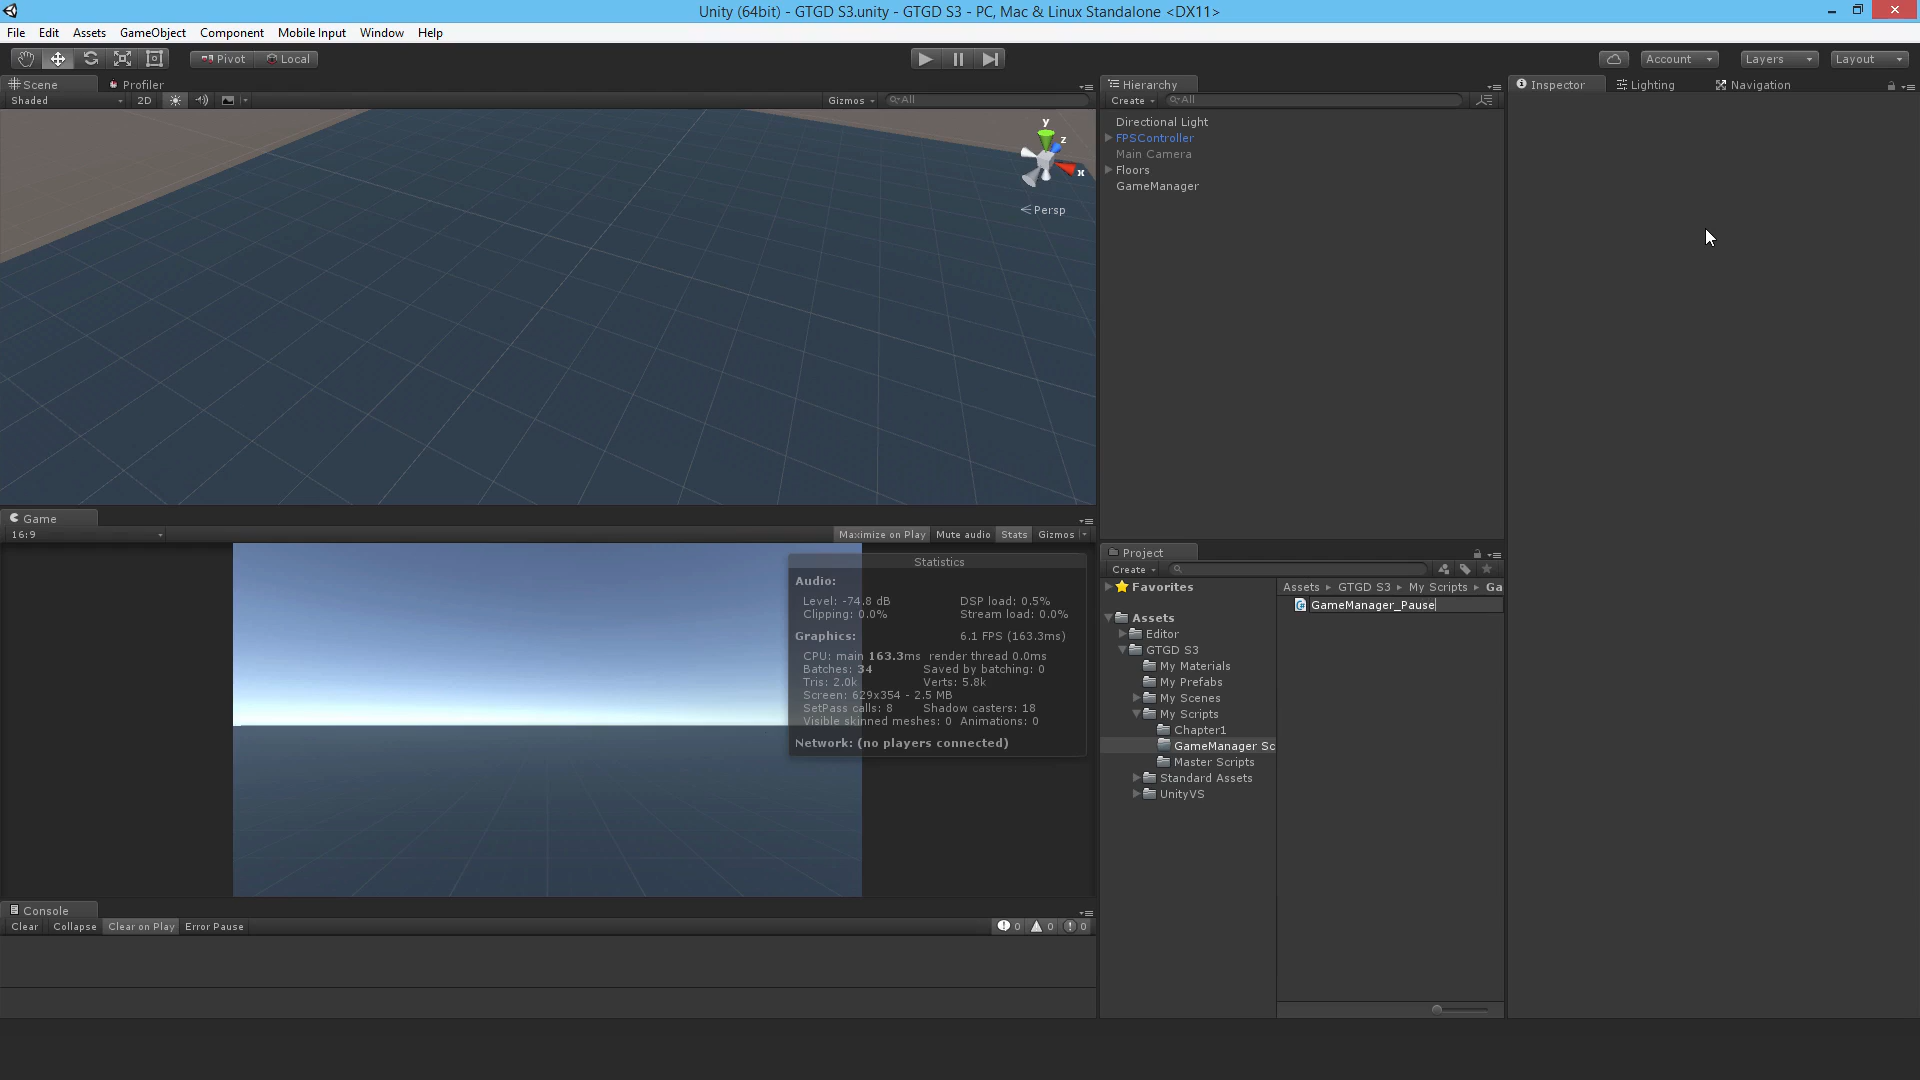 Unity (64bit) - GTGD S3.unity - GTGD S3 - PC, Mac & Linux Standalone <DX11>
File Edit Assets GameObject Component Mobile Input Window Help
Pivot Local Account Layers Layout
Scene Profiler
Shaded 2D Gizmos All
y
z
x
Persp
Hierarchy
Create All
Directional Light
FPSController
Main Camera
Floors
GameManager
Inspector Lighting Navigation
Game
16:9 Maximize on Play Mute audio Stats Gizmos
Statistics
Audio:
Level: -74.8 dB DSP load: 0.5%
Clipping: 0.0% Stream load: 0.0%
Graphics: 6.1 FPS (163.3ms)
CPU: main 163.3ms render thread 0.0ms
Batches: 34 Saved by batching: 0
Tris: 2.0k Verts: 5.8k
Screen: 629x354 - 2.5 MB
SetPass calls: 8 Shadow casters: 18
Visible skinned meshes: 0 Animations: 0
Network: (no players connected)
Project
Create
Favorites
Assets
Editor
GTGD S3
My Materials
My Prefabs
My Scenes
My Scripts
Chapter1
GameManager Sc
Master Scripts
Standard Assets
UnityVS
Assets GTGD S3 My Scripts Ga
GameManager_Pause
Console
Clear Collapse Clear on Play Error Pause 0 0 0